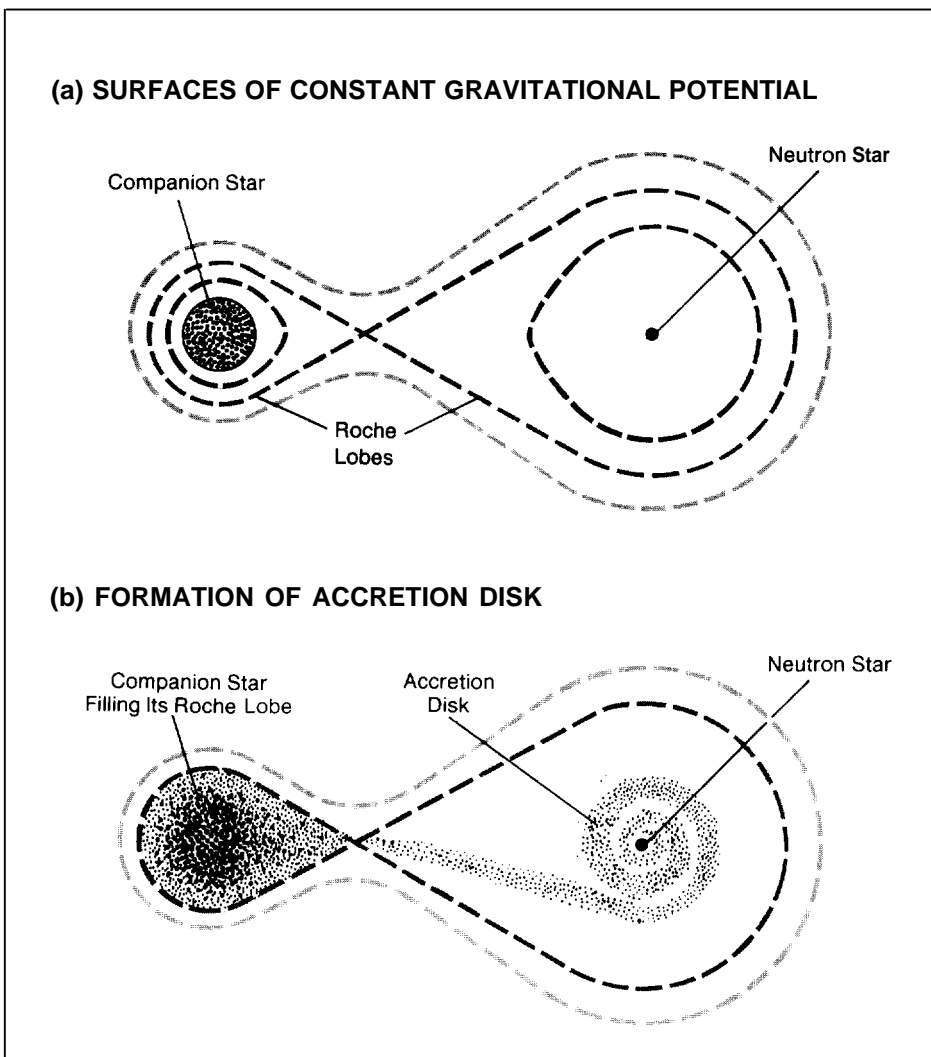 (a) SURFACES OF CONSTANT GRAVITATIONAL POTENTIAL
Neutron Star
Companion Star
Roche
Lobes
(b) FORMATION OF ACCRETION DISK
Companion Star
Filling Its Roche Lobe
Accretion
Disk
Neutron Star